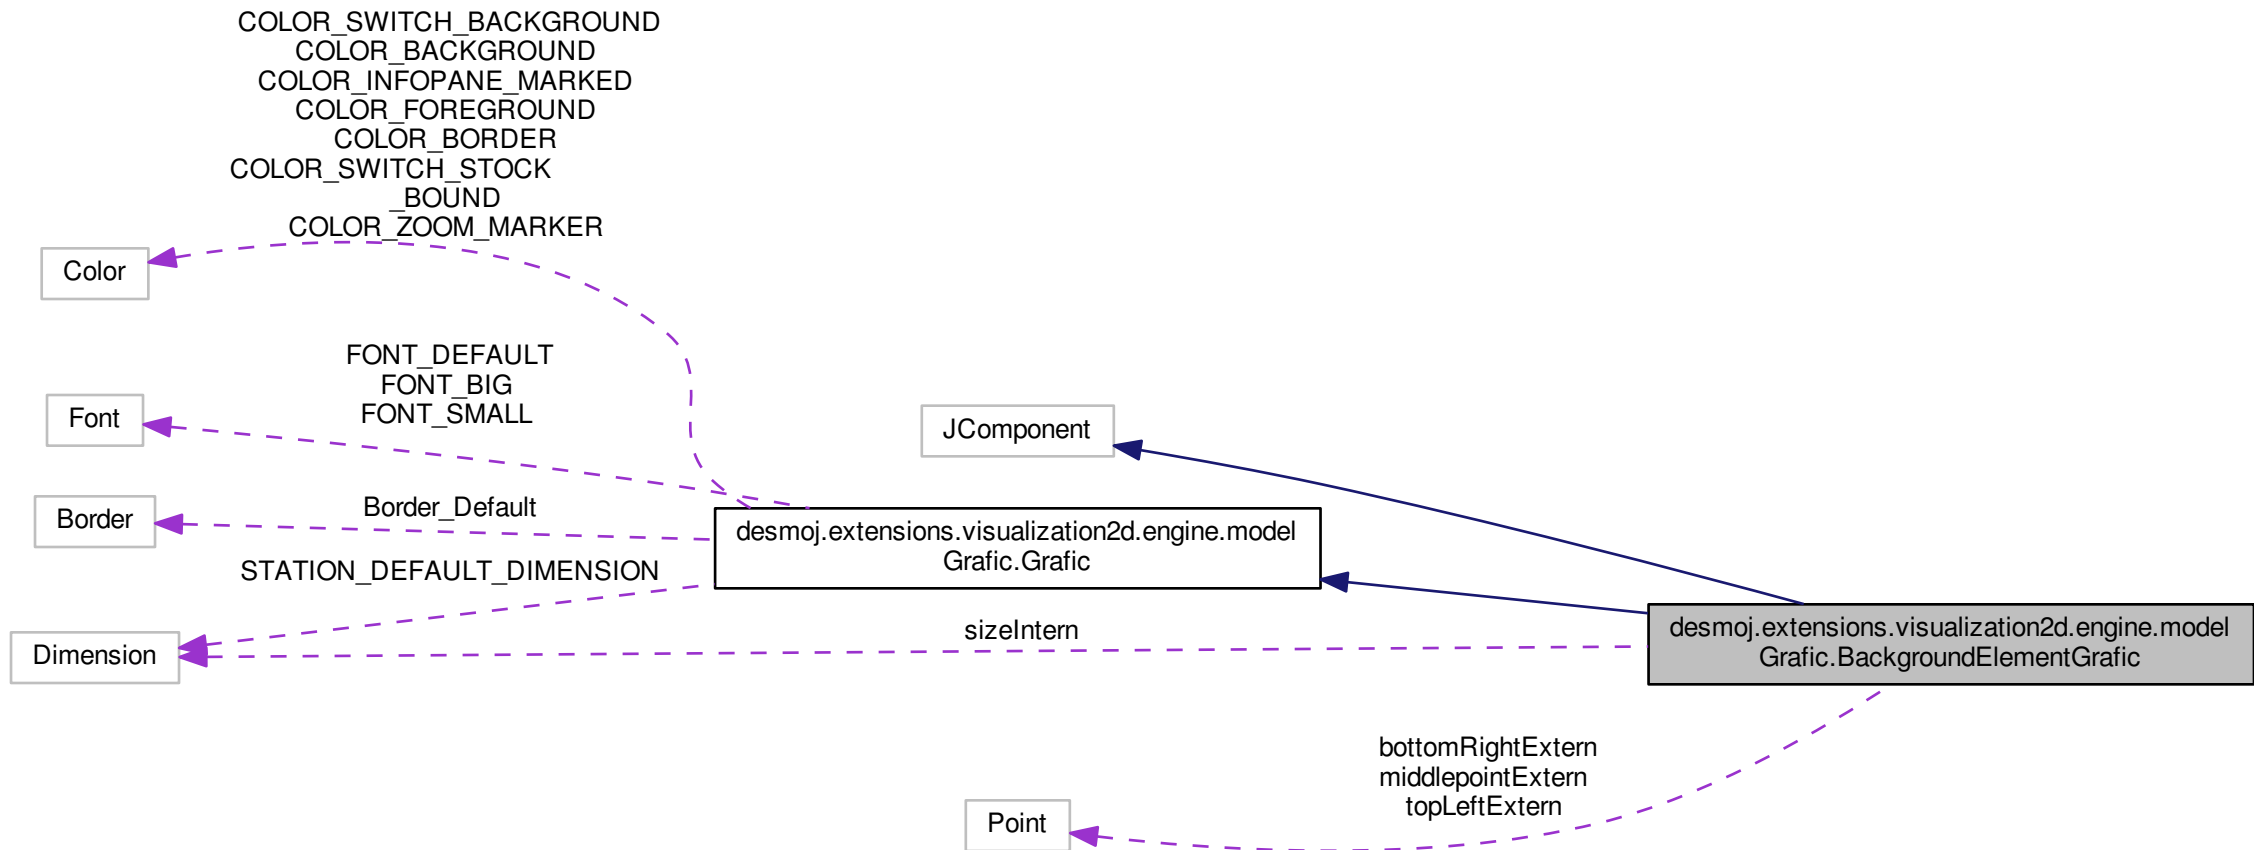 COLOR_SWITCH_BACKGROUND
COLOR_BACKGROUND
COLOR_INFOPANE_MARKED
COLOR_FOREGROUND
COLOR_BORDER
COLOR_SWITCH_STOCK
_BOUND
COLOR_ZOOM_MARKER
Color
FONT_DEFAULT
FONT_BIG
FONT_SMALL
Font
JComponent
Border_Default
Border
desmoj.extensions.visualization2d.engine.model
Grafic.Grafic
STATION_DEFAULT_DIMENSION
sizeIntern
Dimension
desmoj.extensions.visualization2d.engine.model
Grafic.BackgroundElementGrafic
bottomRightExtern
middlepointExtern
topLeftExtern
Point